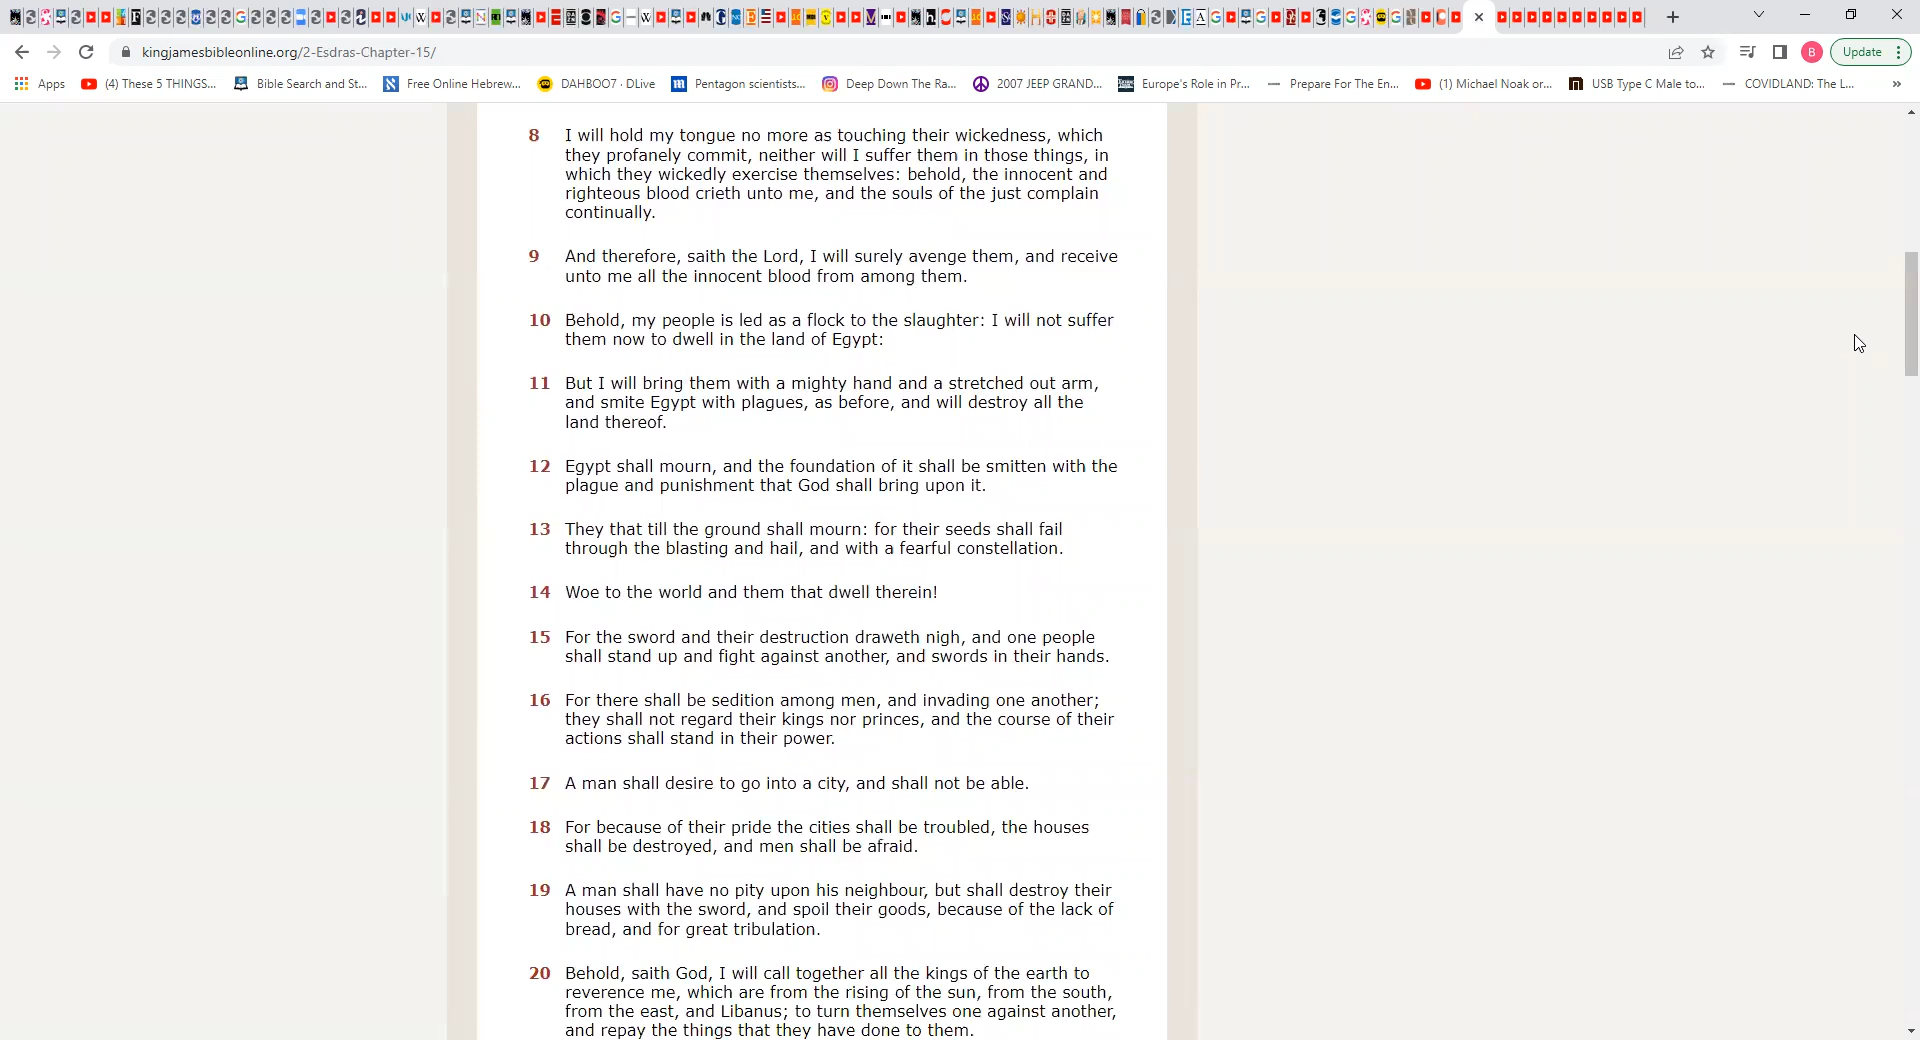 kingjamesbibleonline.org/2-Esdras-Chapter-15/
B
Update
Apps
(4) These 5 THINGS...
Bible Search and St...
Free Online Hebrew...
DAHBOO7 · DLive
Pentagon scientists...
Deep Down The Ra...
2007 JEEP GRAND...
Europe's Role in Pr...
Prepare For The En...
(1) Michael Noak or...
USB Type C Male to...
COVIDLAND: The L...
»
8 I will hold my tongue no more as touching their wickedness, which
they profanely commit, neither will I suffer them in those things, in
which they wickedly exercise themselves: behold, the innocent and
righteous blood crieth unto me, and the souls of the just complain
continually.
9 And therefore, saith the Lord, I will surely avenge them, and receive
unto me all the innocent blood from among them.
10 Behold, my people is led as a flock to the slaughter: I will not suffer
them now to dwell in the land of Egypt:
11 But I will bring them with a mighty hand and a stretched out arm,
and smite Egypt with plagues, as before, and will destroy all the
land thereof.
12 Egypt shall mourn, and the foundation of it shall be smitten with the
plague and punishment that God shall bring upon it.
13 They that till the ground shall mourn: for their seeds shall fail
through the blasting and hail, and with a fearful constellation.
14 Woe to the world and them that dwell therein!
15 For the sword and their destruction draweth nigh, and one people
shall stand up and fight against another, and swords in their hands.
16 For there shall be sedition among men, and invading one another;
they shall not regard their kings nor princes, and the course of their
actions shall stand in their power.
17 A man shall desire to go into a city, and shall not be able.
18 For because of their pride the cities shall be troubled, the houses
shall be destroyed, and men shall be afraid.
19 A man shall have no pity upon his neighbour, but shall destroy their
houses with the sword, and spoil their goods, because of the lack of
bread, and for great tribulation.
20 Behold, saith God, I will call together all the kings of the earth to
reverence me, which are from the rising of the sun, from the south,
from the east, and Libanus; to turn themselves one against another,
and repay the things that they have done to them.